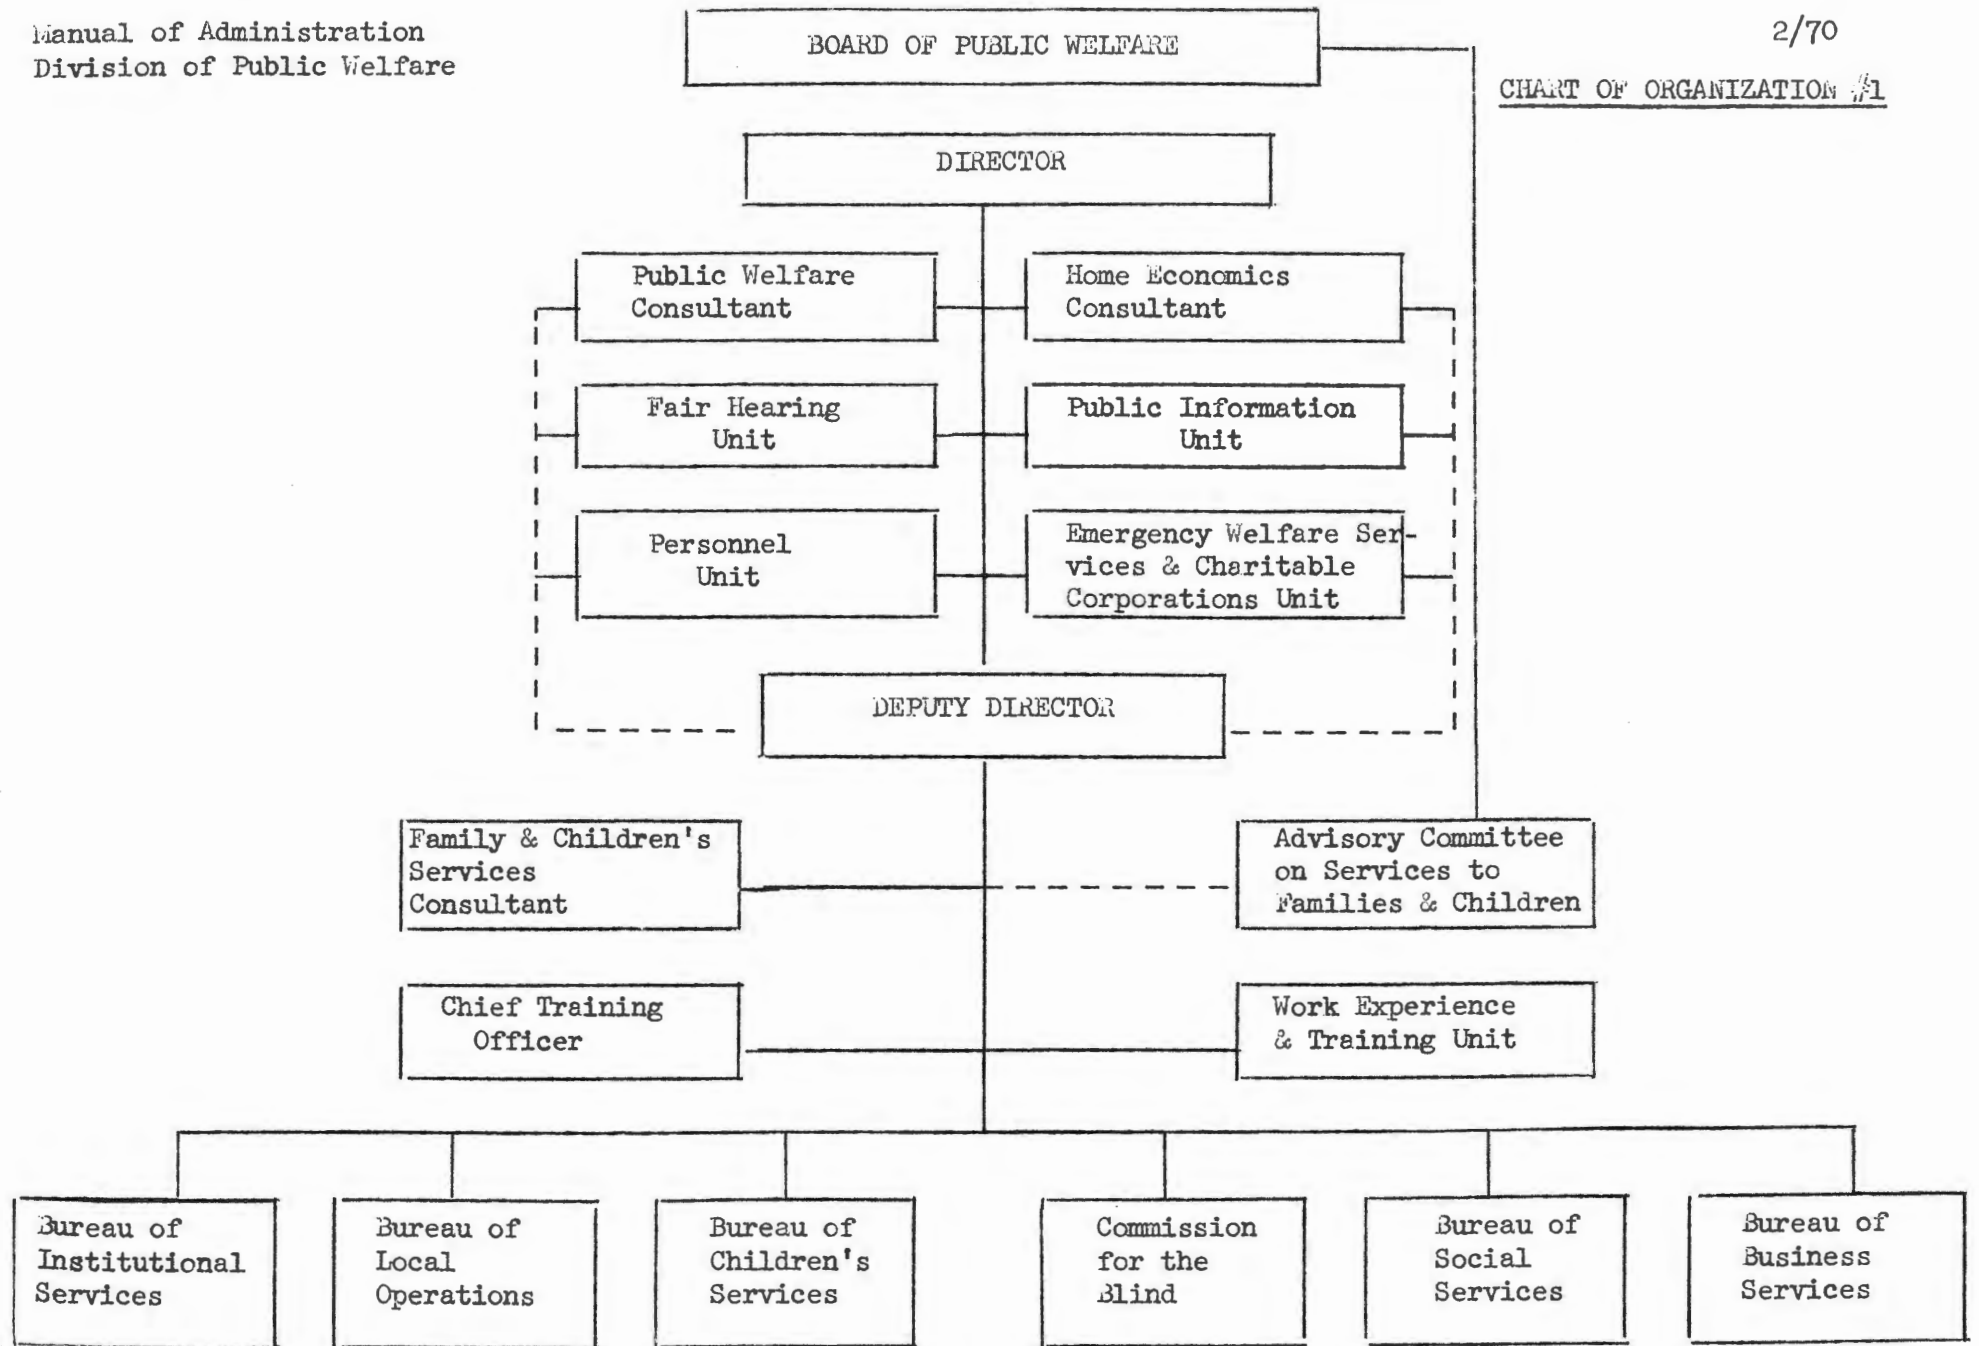 Manual of Administration
Division of Public Welfare
2/70
CHART OF ORGANIZATION #1
BOARD OF PUBLIC WELFARE
DIRECTOR
Public Welfare
Consultant
Home Economics
Consultant
Fair Hearing
Unit
Public Information
Unit
Personnel
Unit
Emergency Welfare Ser-
vices & Charitable
Corporations Unit
DEPUTY DIRECTOR
Family & Children's
Services
Consultant
Advisory Committee
on Services to
Families & Children
Chief Training
Officer
Work Experience
& Training Unit
Bureau of
Institutional
Services
Bureau of
Local
Operations
Bureau of
Children's
Services
Commission
for the
Blind
Bureau of
Social
Services
Bureau of
Business
Services